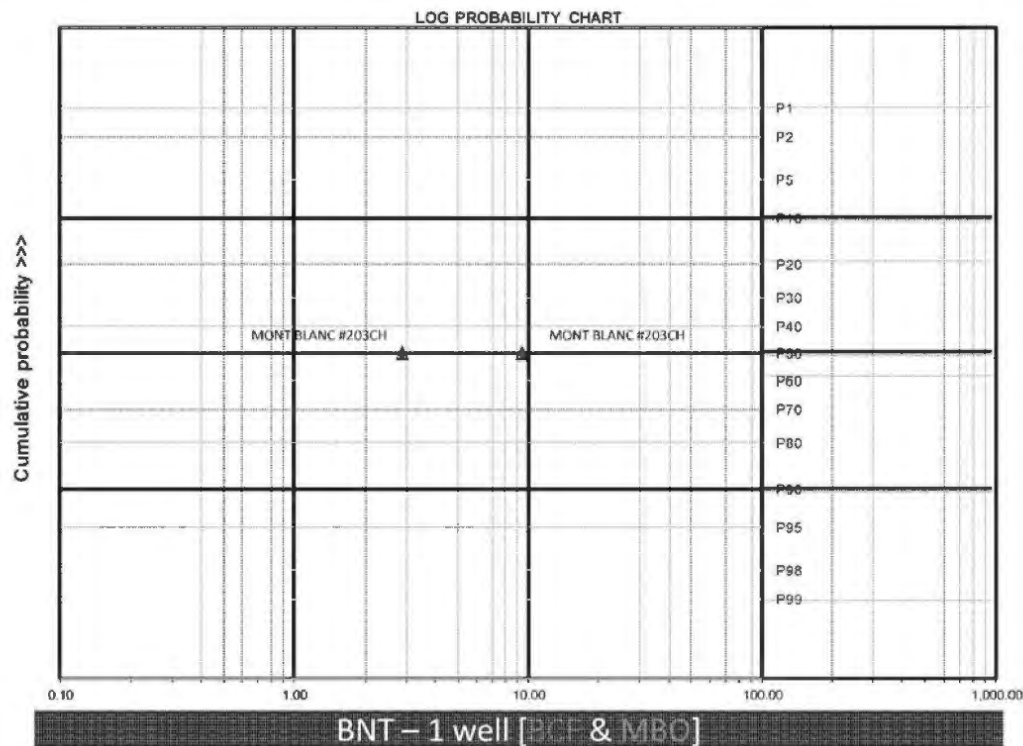 LOG PROBABILITY CHART
Cumulative probability >>>
P1
P2
P5
P10
P20
P30
P40
MONT BLANC #203CH
MONT BLANC #203CH
P50
P60
P70
P80
P90
P95
P98
P99
0.10
1.00
10.00
100.00
1,000.00
BNT – 1 well [BCF & MBO]